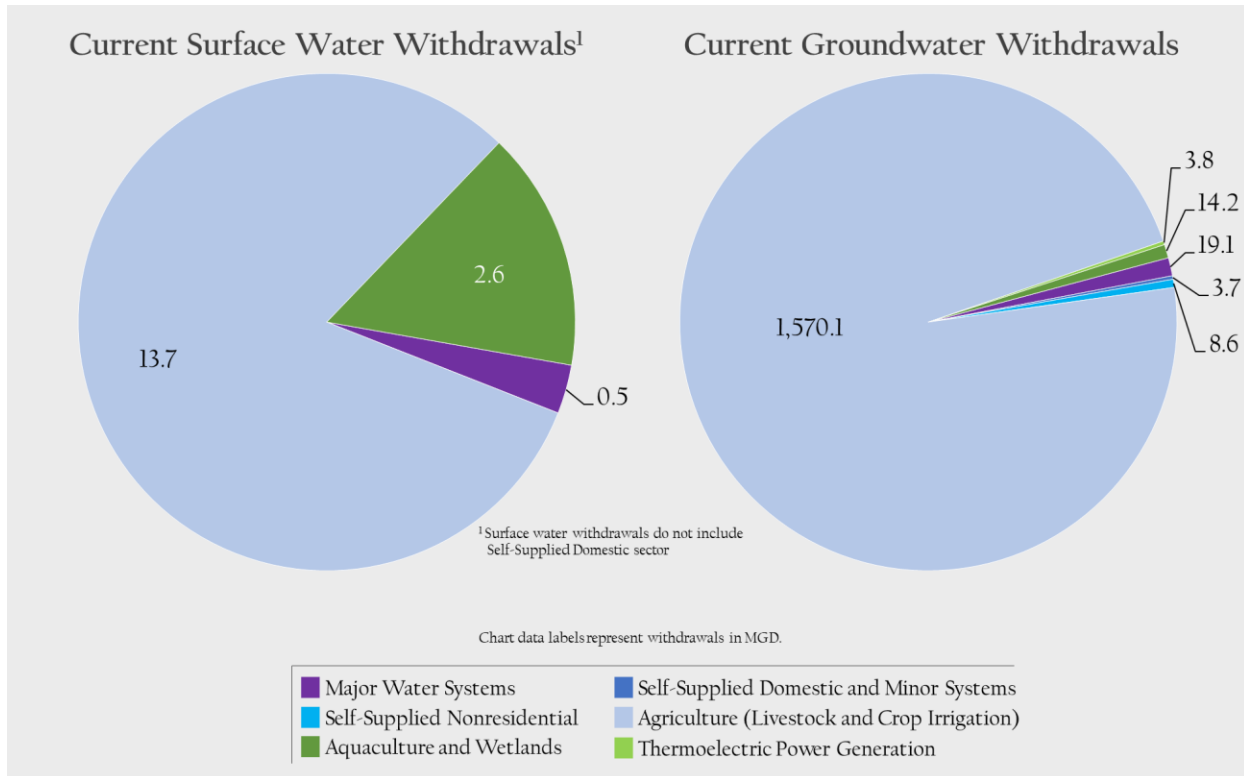 Current Surface Water Withdrawals¹
Current Groundwater Withdrawals
2.6
13.7
0.5
3.8
14.2
19.1
3.7
8.6
1,570.1
¹ Surface water withdrawals do not include
Self-Supplied Domestic sector
Chart data labels represent withdrawals in MGD.
Major Water Systems
Self-Supplied Domestic and Minor Systems
Self-Supplied Nonresidential
Agriculture (Livestock and Crop Irrigation)
Aquaculture and Wetlands
Thermoelectric Power Generation